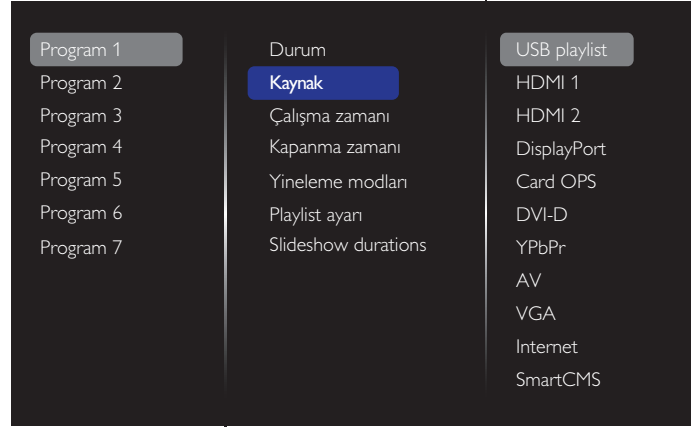 Program 1
Program 2
Program 3
Program 4
Program 5
Program 6
Program 7
Durum
Kaynak
Çalışma zamanı
Kapanma zamanı
Yineleme modları
Playlist ayarı
Slideshow durations
USB playlist
HDMI 1
HDMI 2
DisplayPort
Card OPS
DVI-D
YPbPr
AV
VGA
Internet
SmartCMS